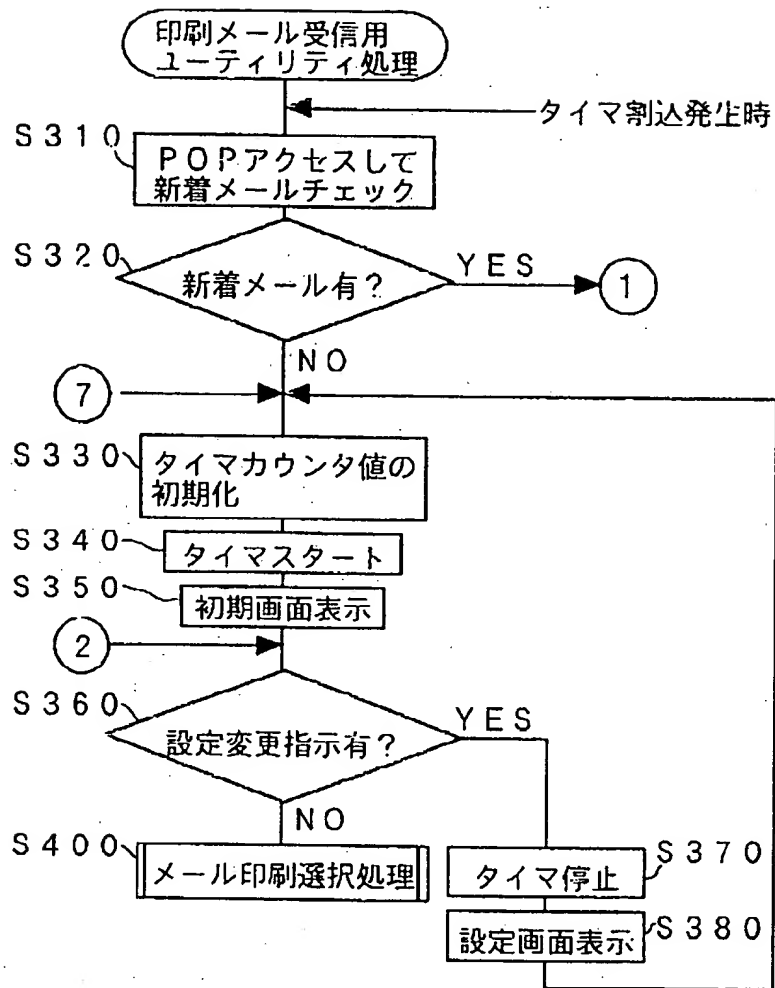 印刷メール受信用
ユーティリティ処理
タイマ割込発生時
S310
POPアクセスして
新着メールチェック
S320
新着メール有?
YES
1
NO
7
S330
タイマカウンタ値の
初期化
S340
タイマスタート
S350
初期画面表示
2
S360
設定変更指示有?
YES
NO
S400
メール印刷選択処理
S370
タイマ停止
設定画面表示
S380